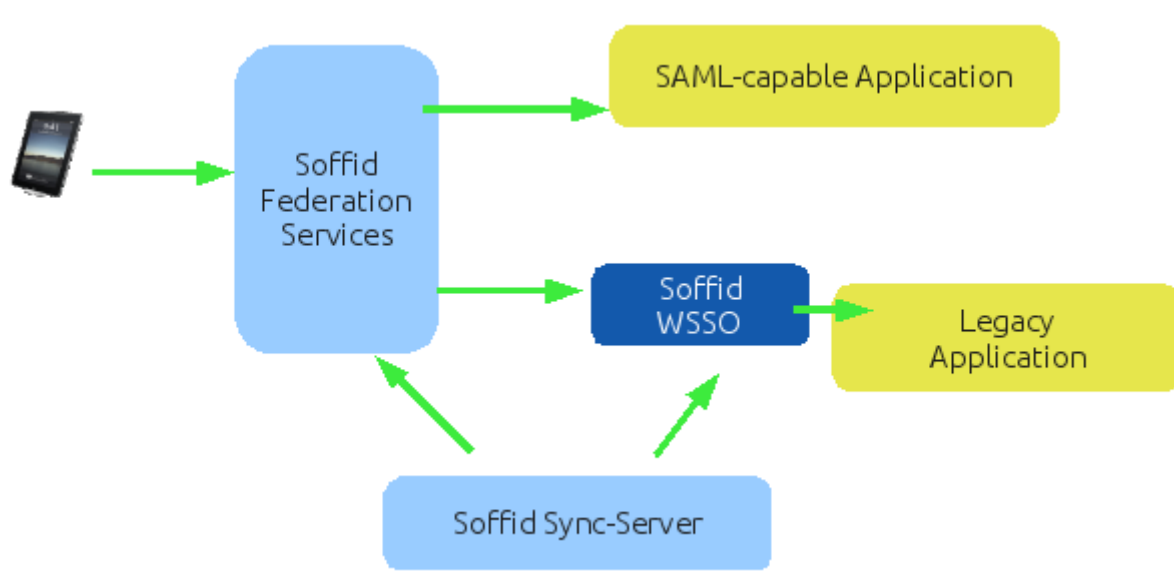 SAML-capable Application
Soffid
Federation
Services
Soffid
WSSO
Legacy
Application
Soffid Sync-Server